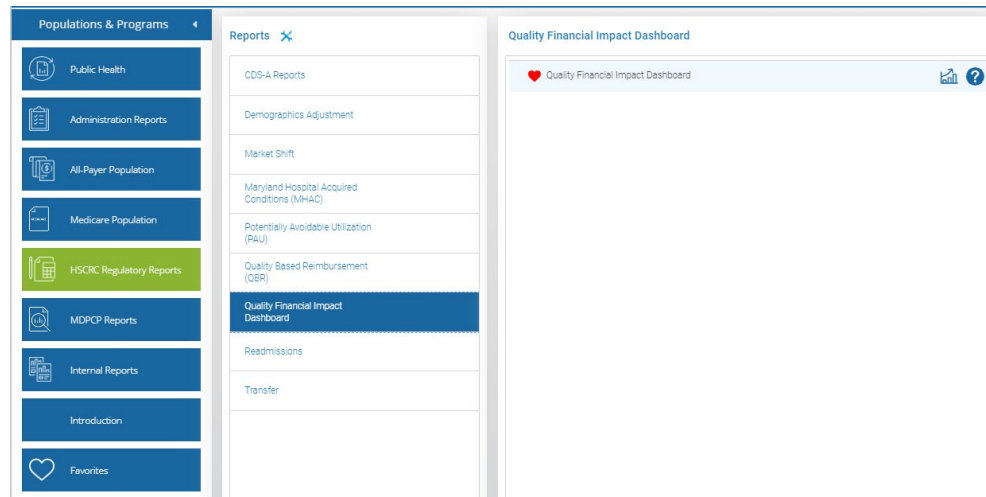 Populations & Programs
Public Health
Administration Reports
All-Payer Population
Medicare Population
HSCRC Regulatory Reports
MDPCP Reports
Internal Reports
Introduction
Favorites
Reports
CDS-A Reports
Demographics Adjustment
Market Shift
Maryland Hospital Acquired
Conditions (MHAC)
Potentially Avoidable Utilization
(PAU)
Quality Based Reimbursement
(QBR)
Quality Financial Impact
Dashboard
Readmissions
Transfer
Quality Financial Impact Dashboard
Quality Financial Impact Dashboard
?